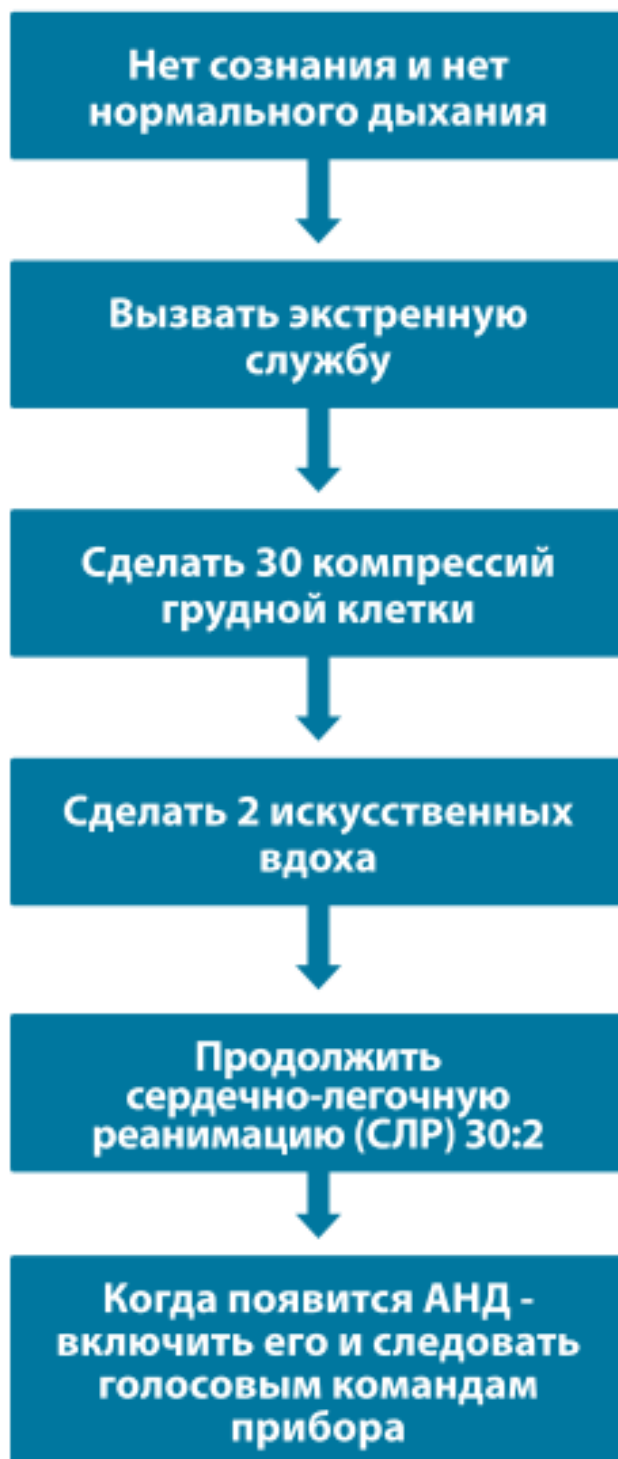 Нет сознания и нет
нормального дыхания
Вызвать экстренную
службу
Сделать 30 компрессий
грудной клетки
Сделать 2 искусственных
вдоха
Продолжить
сердечно-легочную
реанимацию (СЛР) 30:2
Когда появится АНД -
включить его и следовать
голосовым командам
прибора